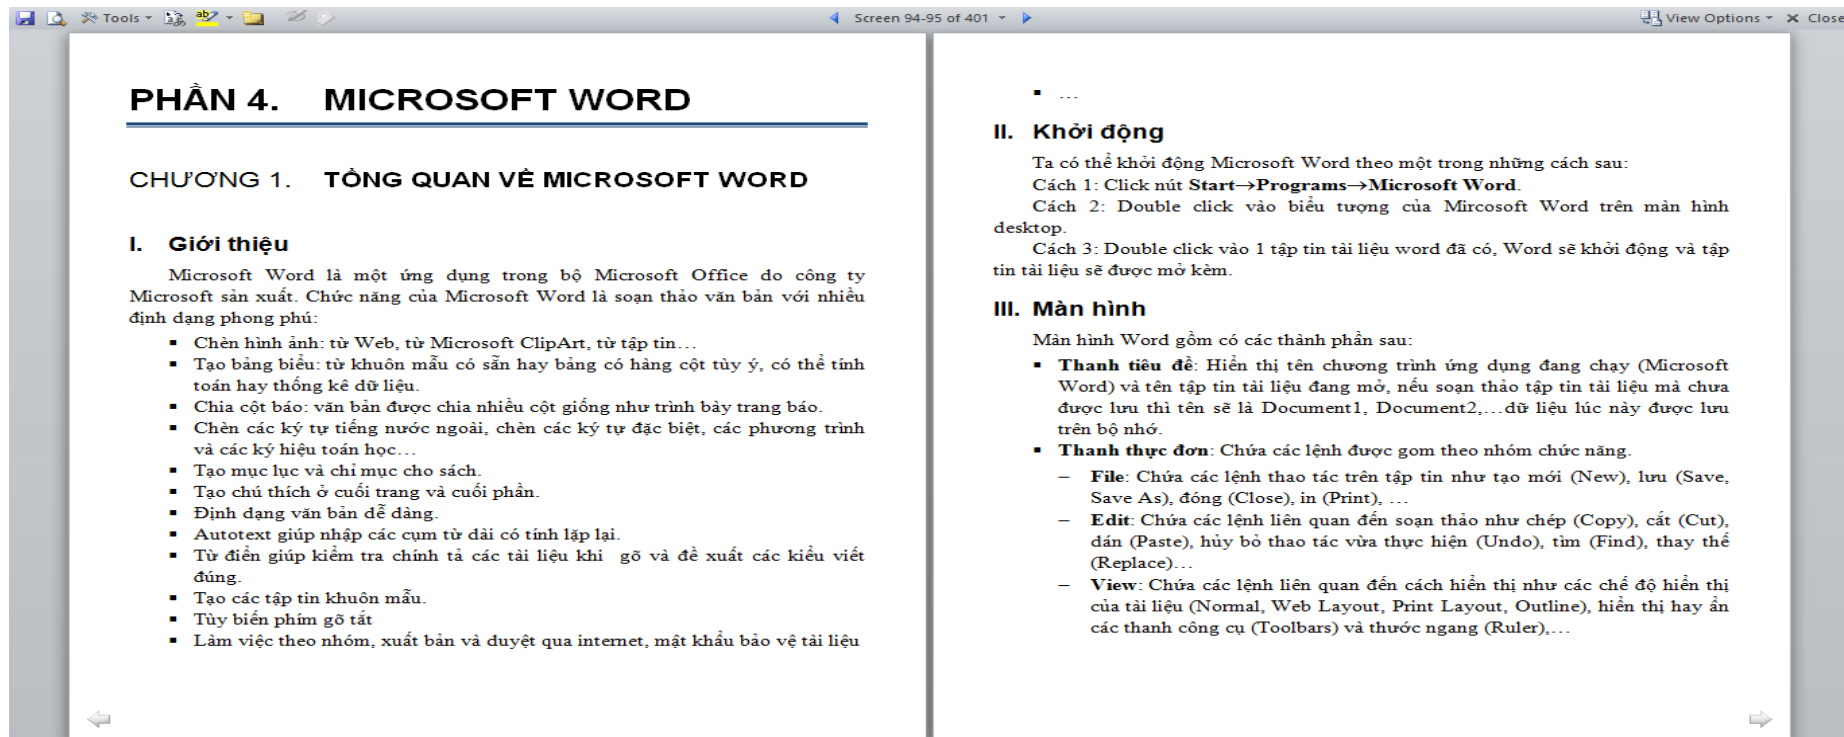 Tools
Screen 94-95 of 401
View Options
Close
PHẦN 4. MICROSOFT WORD
CHƯƠNG 1. TỔNG QUAN VỀ MICROSOFT WORD
I. Giới thiệu
Microsoft Word là một ứng dụng trong bộ Microsoft Office do công ty
Microsoft sản xuất. Chức năng của Microsoft Word là soạn thảo văn bản với nhiều
định dạng phong phú:
▪ Chèn hình ảnh: từ Web, từ Microsoft ClipArt, từ tập tin…
▪ Tạo bảng biểu: từ khuôn mẫu có sẵn hay bảng có hàng cột tùy ý, có thể tính
toán hay thống kê dữ liệu.
▪ Chia cột báo: văn bản được chia nhiều cột giống như trình bày trang báo.
▪ Chèn các ký tự tiếng nước ngoài, chèn các ký tự đặc biệt, các phương trình
và các ký hiệu toán học…
▪ Tạo mục lục và chỉ mục cho sách.
▪ Tạo chú thích ở cuối trang và cuối phần.
▪ Định dạng văn bản dễ dàng.
▪ Autotext giúp nhập các cụm từ dài có tính lặp lại.
▪ Từ điển giúp kiểm tra chính tả các tài liệu khi gõ và đề xuất các kiểu viết
đúng.
▪ Tạo các tập tin khuôn mẫu.
▪ Tùy biến phím gõ tắt
▪ Làm việc theo nhóm, xuất bản và duyệt qua internet, mật khẩu bảo vệ tài liệu
▪ …
II. Khởi động
Ta có thể khởi động Microsoft Word theo một trong những cách sau:
Cách 1: Click nút Start→Programs→Microsoft Word.
Cách 2: Double click vào biểu tượng của Mircosoft Word trên màn hình
desktop.
Cách 3: Double click vào 1 tập tin tài liệu word đã có, Word sẽ khởi động và tập
tin tài liệu sẽ được mở kèm.
III. Màn hình
Màn hình Word gồm có các thành phần sau:
▪ Thanh tiêu đề: Hiển thị tên chương trình ứng dụng đang chạy (Microsoft
Word) và tên tập tin tài liệu đang mở, nếu soạn thảo tập tin tài liệu mà chưa
được lưu thì tên sẽ là Document1, Document2,…dữ liệu lúc này được lưu
trên bộ nhớ.
▪ Thanh thực đơn: Chứa các lệnh được gom theo nhóm chức năng.
– File: Chứa các lệnh thao tác trên tập tin như tạo mới (New), lưu (Save,
Save As), đóng (Close), in (Print), …
– Edit: Chứa các lệnh liên quan đến soạn thảo như chép (Copy), cắt (Cut),
dán (Paste), hủy bỏ thao tác vừa thực hiện (Undo), tìm (Find), thay thế
(Replace)…
– View: Chứa các lệnh liên quan đến cách hiển thị như các chế độ hiển thị
của tài liệu (Normal, Web Layout, Print Layout, Outline), hiển thị hay ẩn
các thanh công cụ (Toolbars) và thước ngang (Ruler),…